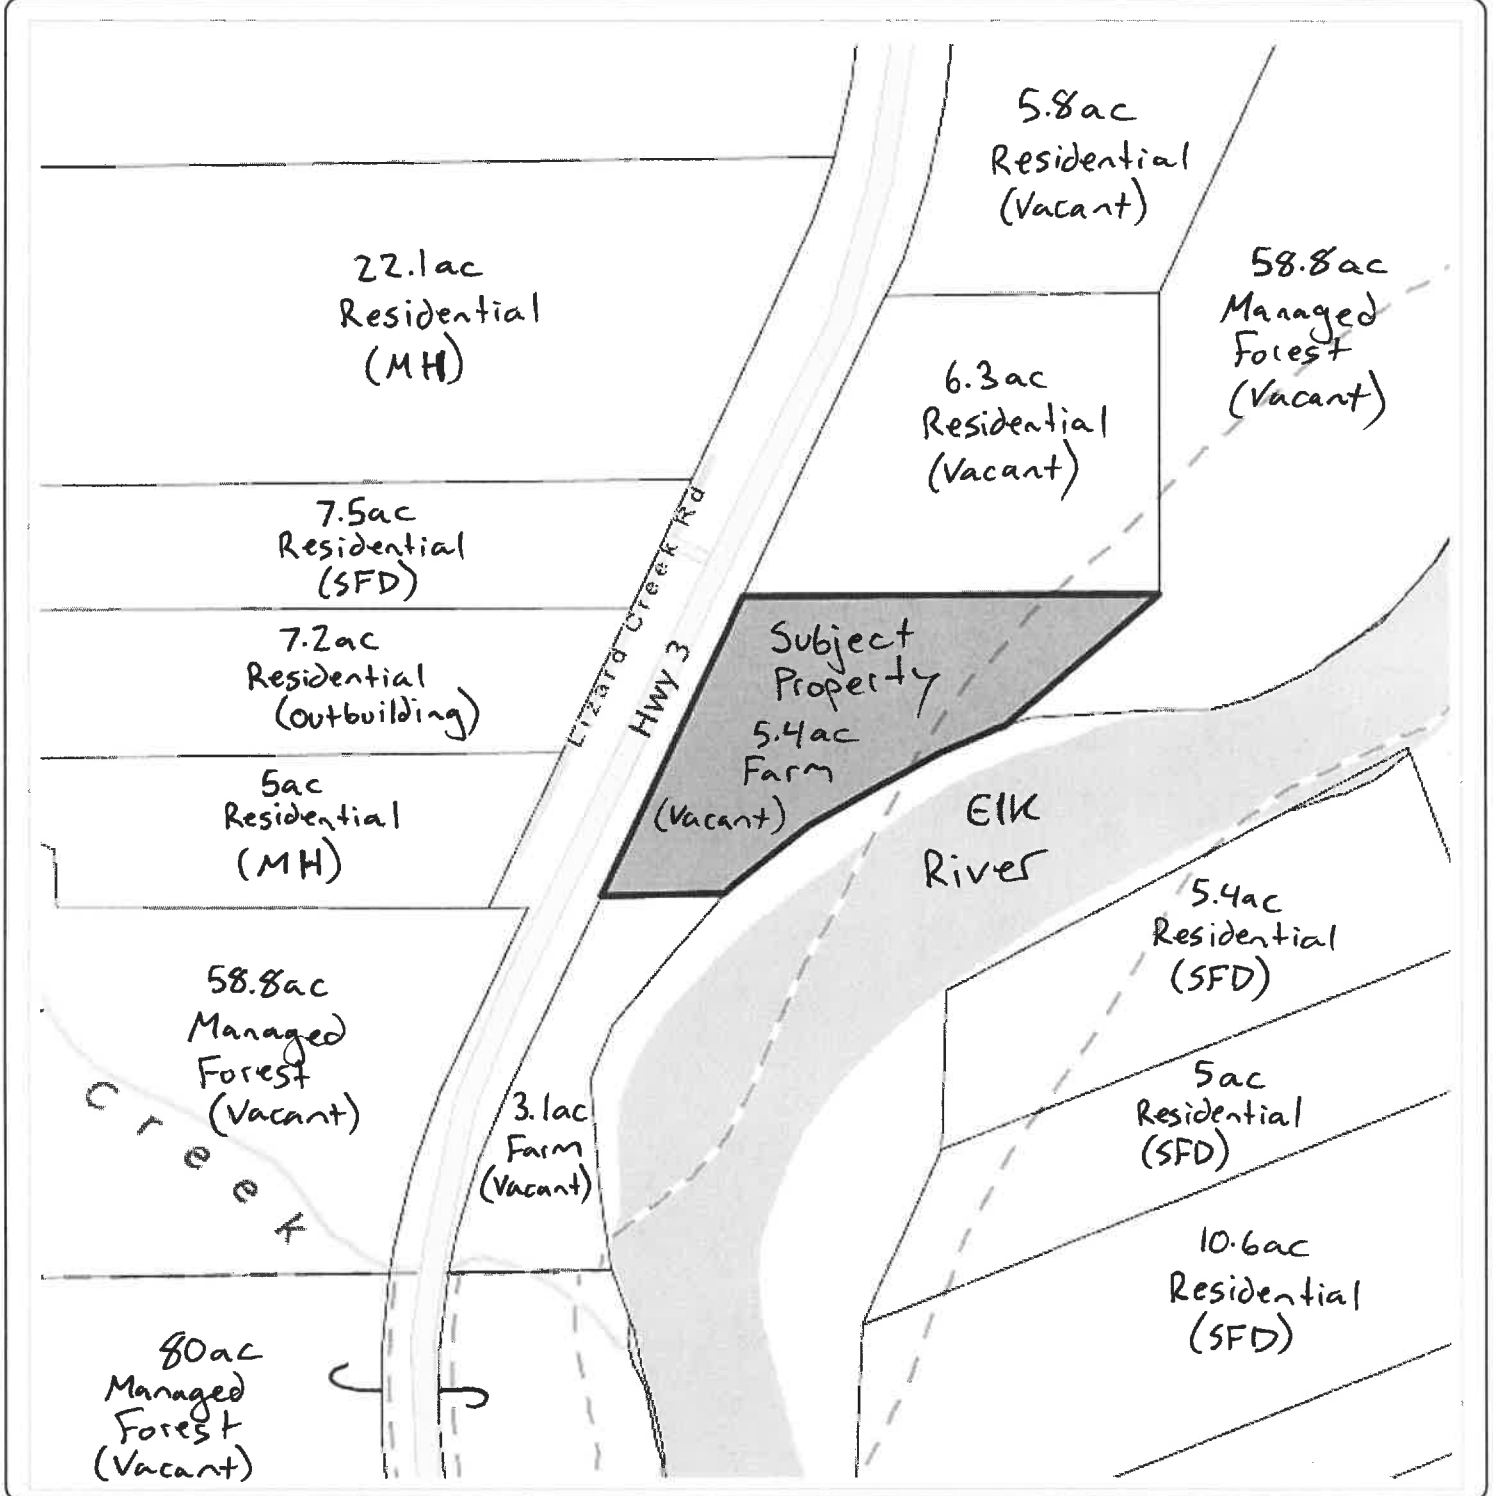 5.8ac
Residential
(Vacant)
22.1ac
Residential
(MH)
58.8ac
Managed
Forest
(Vacant)
6.3ac
Residential
(Vacant)
7.5ac
Residential
(SFD)
7.2ac
Residential
(Outbuilding)
5ac
Residential
(MH)
Lizard Creek Rd
Hwy 3
Subject
Property
5.4ac
Farm
(Vacant)
Elk
River
5.4ac
Residential
(SFD)
58.8ac
Managed
Forest
(Vacant)
Creek
3.1ac
Farm
(Vacant)
5ac
Residential
(SFD)
10.6ac
Residential
(SFD)
80ac
Managed
Forest
(Vacant)